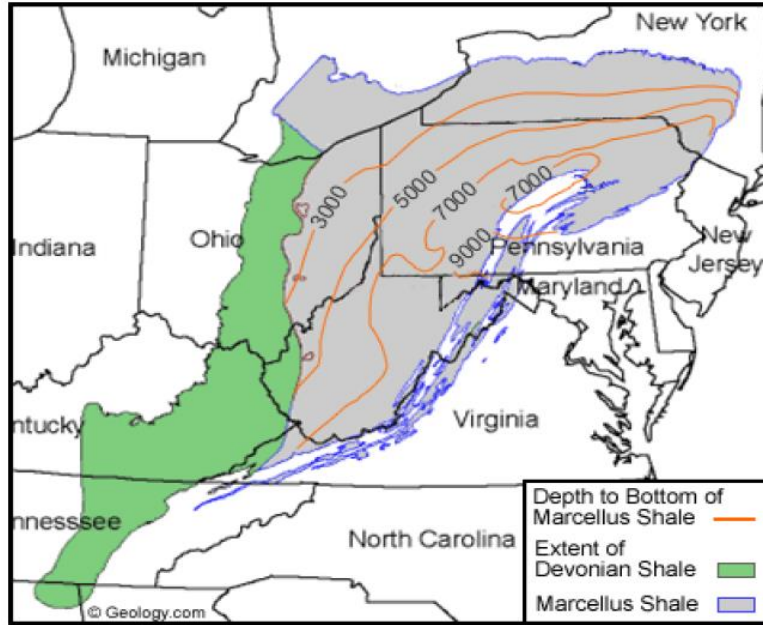 New York
Michigan
3000
5000
7000
7000
9000
Indiana
Ohio
Pennsylvania
New
Jersey
Maryland
ntucky
Virginia
nnesssee
North Carolina
Depth to Bottom of
Marcellus Shale
Extent of
Devonian Shale
Marcellus Shale
© Geology.com